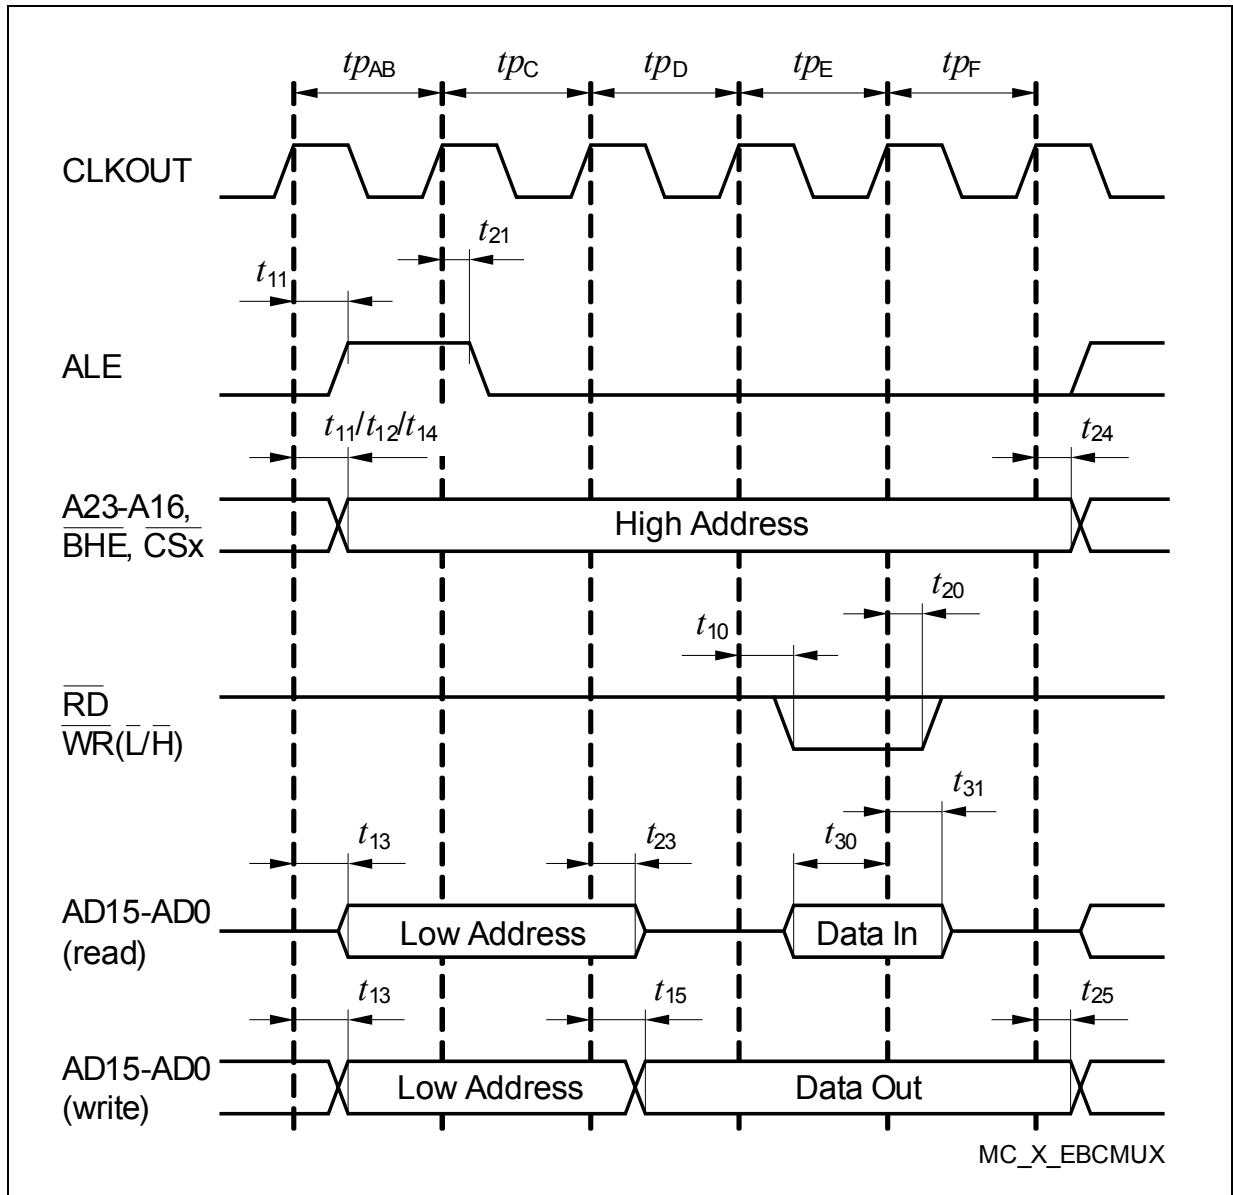 tpAB tpC tpD tpE tpF
CLKOUT
t21
t11
ALE
t11/t12/t14 t24
A23-A16,
BHE, CSx
High Address
t20
t10
RD
WR(L/H)
t31
t13 t23 t30
AD15-AD0
(read)
Low Address Data In
t13 t15 t25
AD15-AD0
(write)
Low Address Data Out
MC_X_EBCMUX